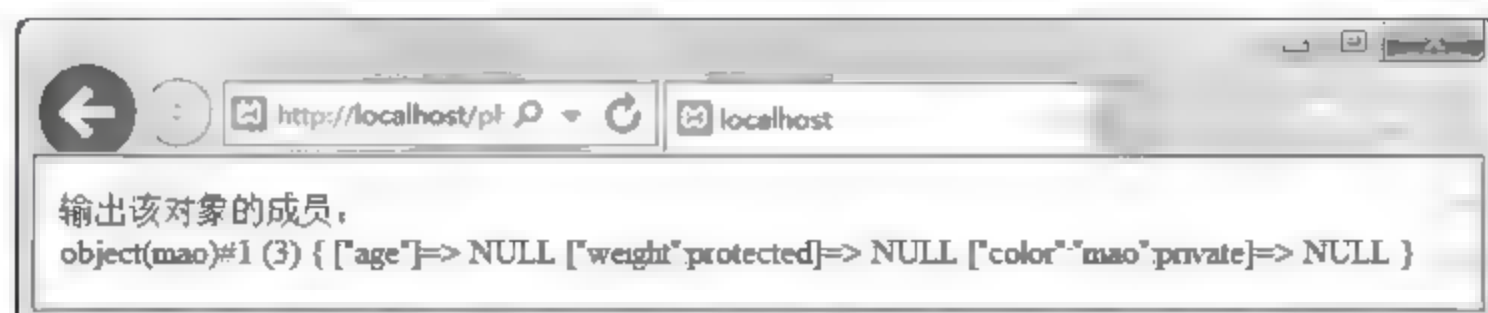 http://localhost/ph
localhost
输出该对象的成员:
object(mao)#1 (3) { ["age"]=> NULL ["weight":protected]=> NULL ["color":"mao":private]=> NULL }